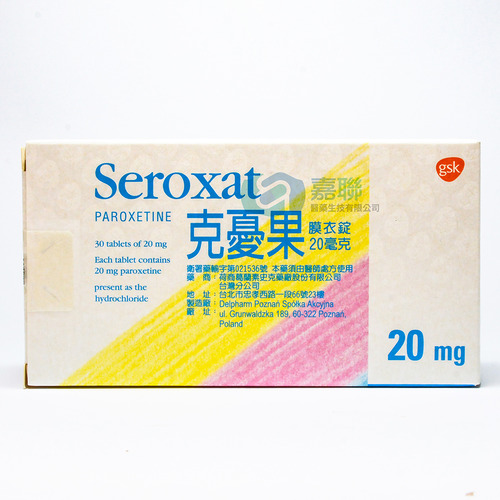 Seroxat
PAROXETINE
30 tablets of 20 mg
Each tablet contains
20 mg paroxetine
present as the
hydrochloride
gsk
嘉聯
醫藥生技有限公司
克憂果 膜衣錠
20毫克
衛署藥輸字第021536號 本藥須由醫師處方使用
藥 商: 荷商葛蘭素史克藥廠股份有限公司
台灣分公司
地 址: 台北市忠孝西路一段66號23樓
製造廠: Delpharm Poznań Spółka Akcyjna
廠 址: ul. Grunwaldzka 189, 60-322 Poznań,
Poland
20 mg